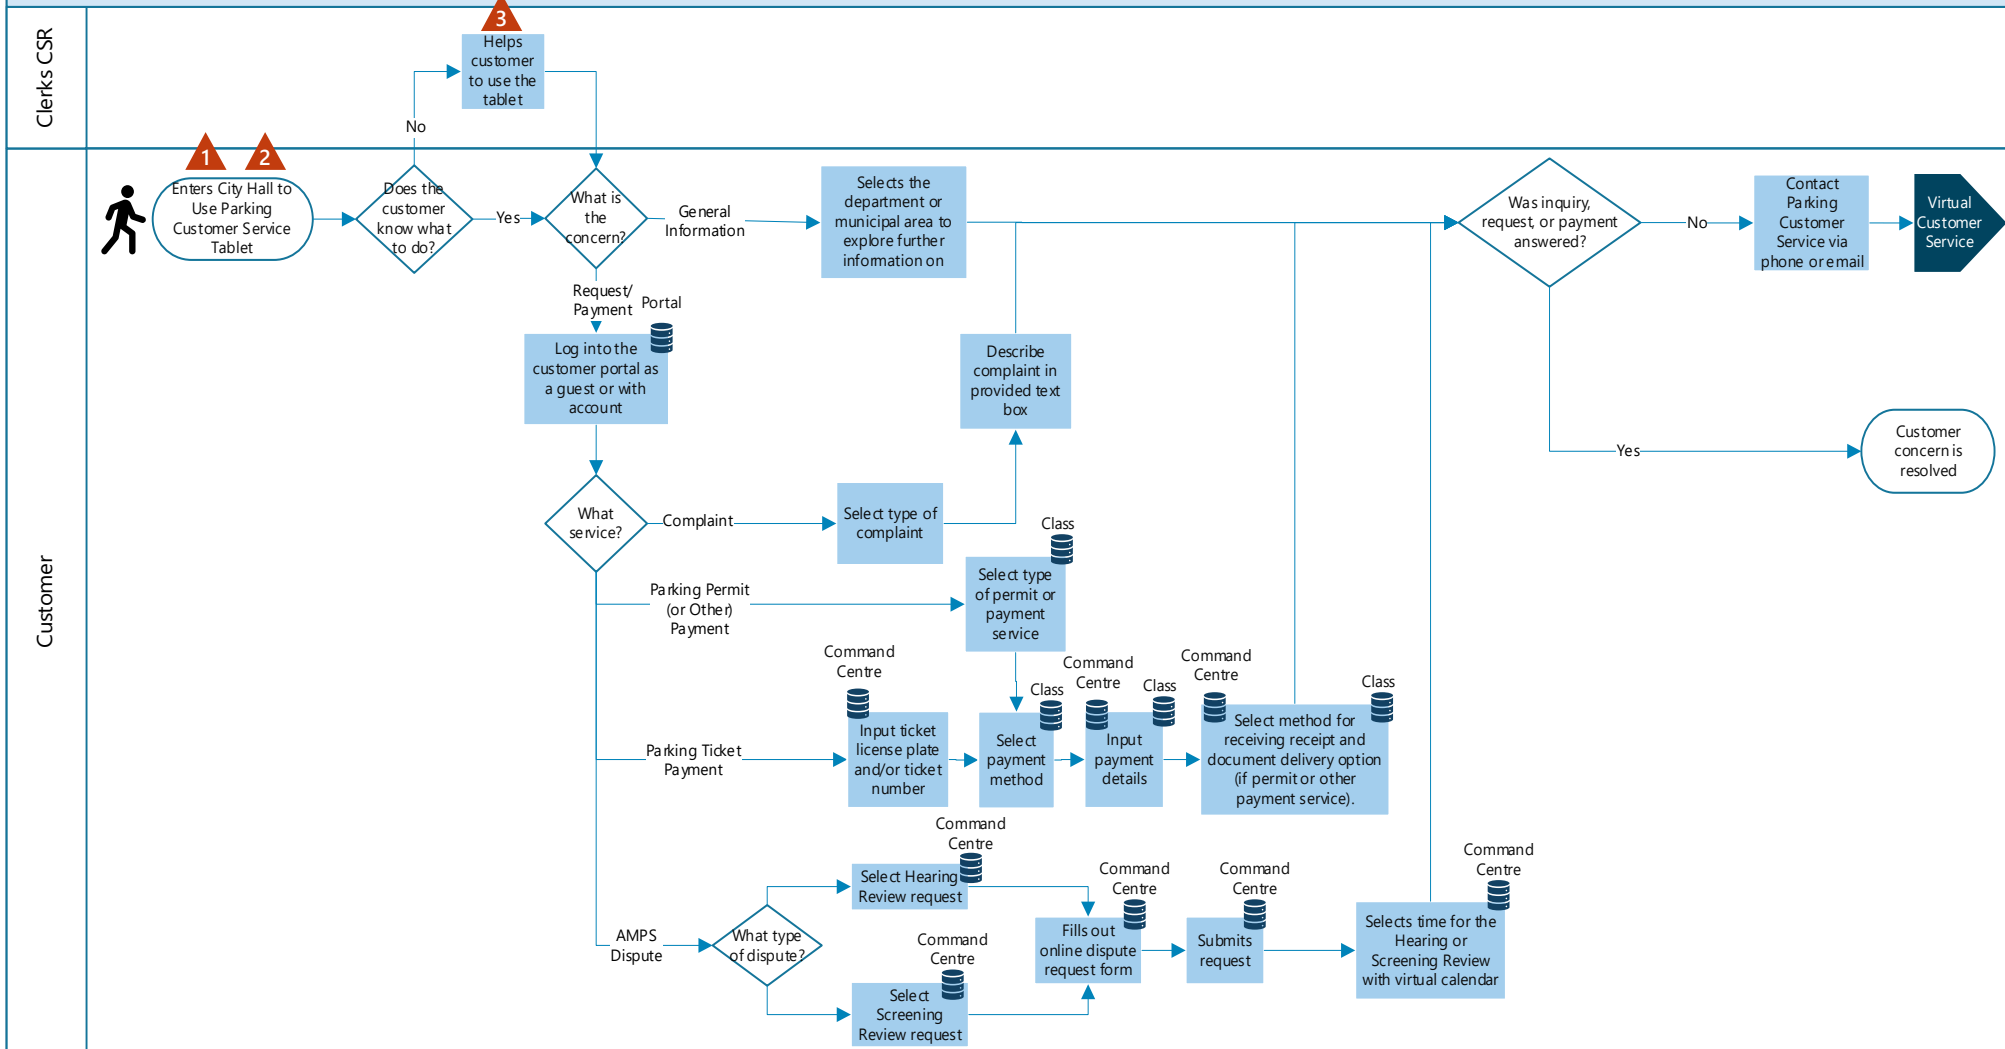 Clerks CSR
3
Helps
customer
to use the
tablet
No
Customer
1
2
Enters City Hall to
Use Parking
Customer Service
Tablet
Does the
customer
know what
to do?
Yes
What is
the
concern?
General
Information
Selects the
department or
municipal area to
explore further
information on
Was inquiry,
request, or payment
answered?
No
Contact
Parking
Customer
Service via
phone or email
Virtual
Customer
Service
Yes
Customer
concern is
resolved
Request/
Payment
Portal
Log into the
customer portal as
a guest or with
account
What
service?
Complaint
Select type of
complaint
Describe
complaint in
provided text
box
Parking Permit
(or Other)
Payment
Class
Select type
of permit or
payment
service
Parking Ticket
Payment
Command
Centre
Input ticket
license plate
and/or ticket
number
Class
Select
payment
method
Command
Centre
Class
Input
payment
details
Command
Centre
Class
Select method for
receiving receipt and
document delivery option
(if permit or other
payment service).
AMPS
Dispute
What type
of dispute?
Command
Centre
Select Hearing
Review request
Command
Centre
Select
Screening
Review request
Command
Centre
Fills out
online dispute
request form
Command
Centre
Submits
request
Command
Centre
Selects time for the
Hearing or
Screening Review
with virtual calendar